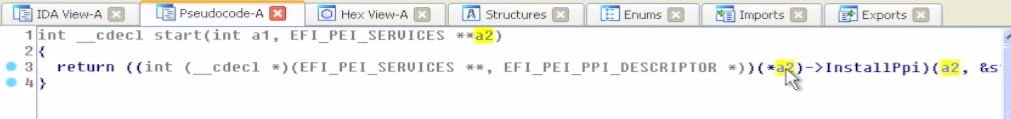 IDA View-A Pseudocode-A Hex View-A Structures Enums Imports Exports
1 int __cdecl start(int a1, EFI_PEI_SERVICES **a2)
2 {
3 return ((int (__cdecl *)(EFI_PEI_SERVICES **, EFI_PEI_PPI_DESCRIPTOR *))(*a2)->InstallPpi)(a2, &s
4 }